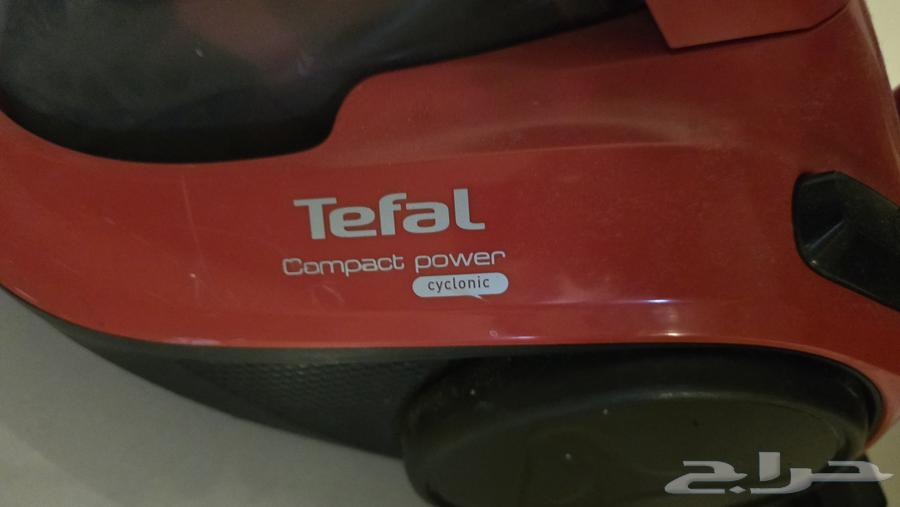 Tefal
Compact power
cyclonic
حراج